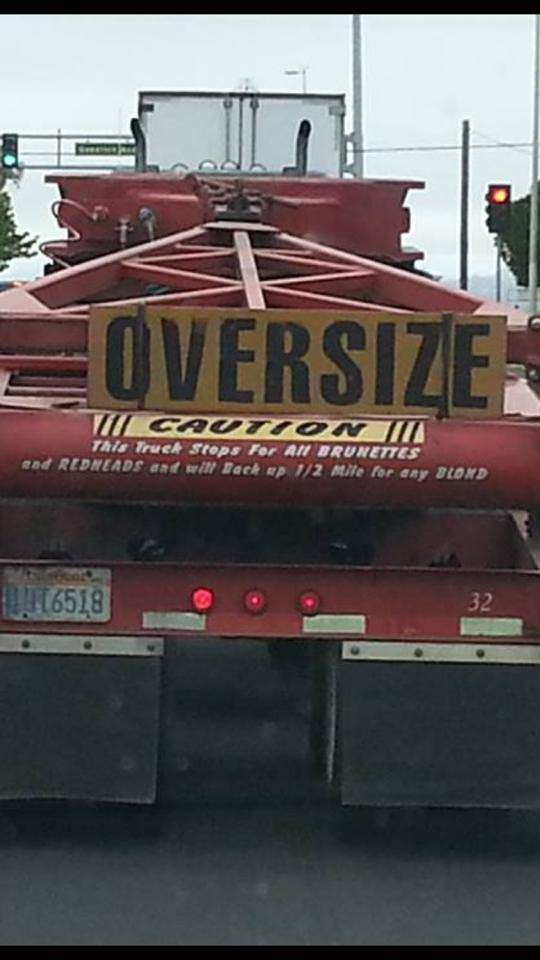 OVERSIZE
CAUTION
This Truck Stops For All BRUNETTES
and REDHEADS and will Back up 1/2 Mile for any BLOND
6518
32